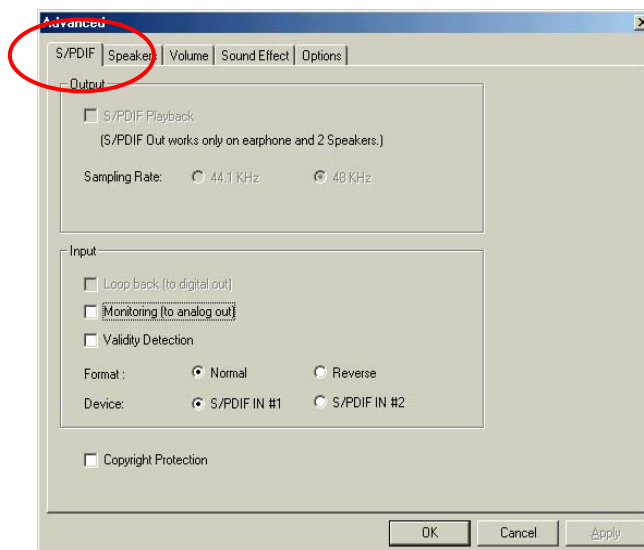 Advanced
S/PDIF Speakers Volume Sound Effect Options
Output
S/PDIF Playback
(S/PDIF Out works only on earphone and 2 Speakers.)
Sampling Rate: 44.1 KHz 48 KHz
Input
Loop back (to digital out)
Monitoring (to analog out)
Validity Detection
Format : Normal Reverse
Device: S/PDIF IN #1 S/PDIF IN #2
Copyright Protection
OK Cancel Apply